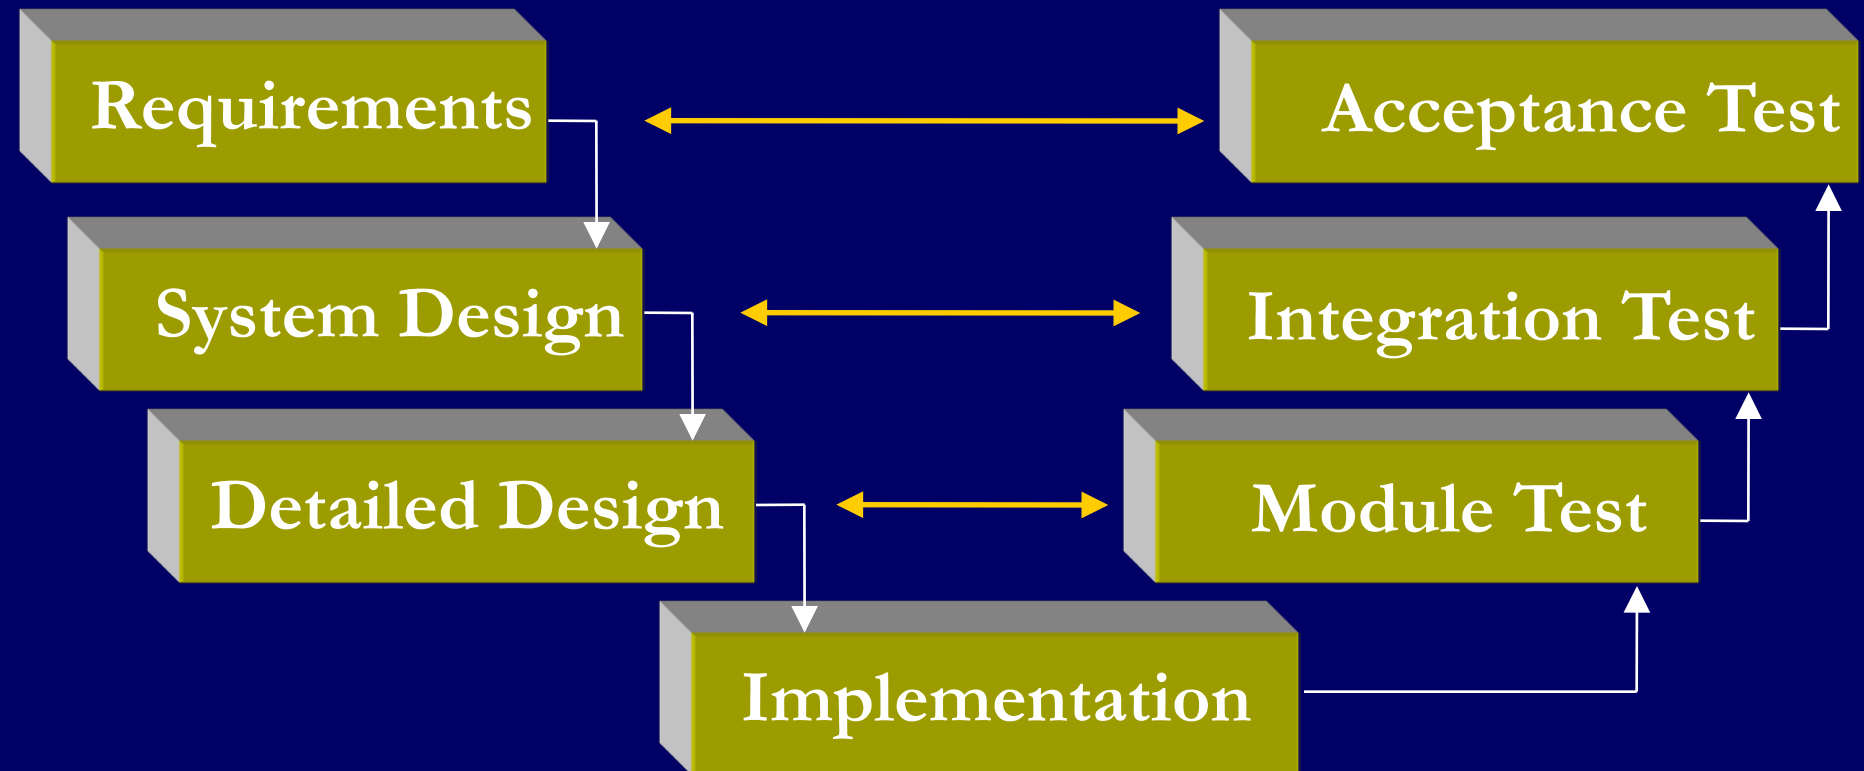 Requirements
Acceptance Test
System Design
Integration Test
Detailed Design
Module Test
Implementation